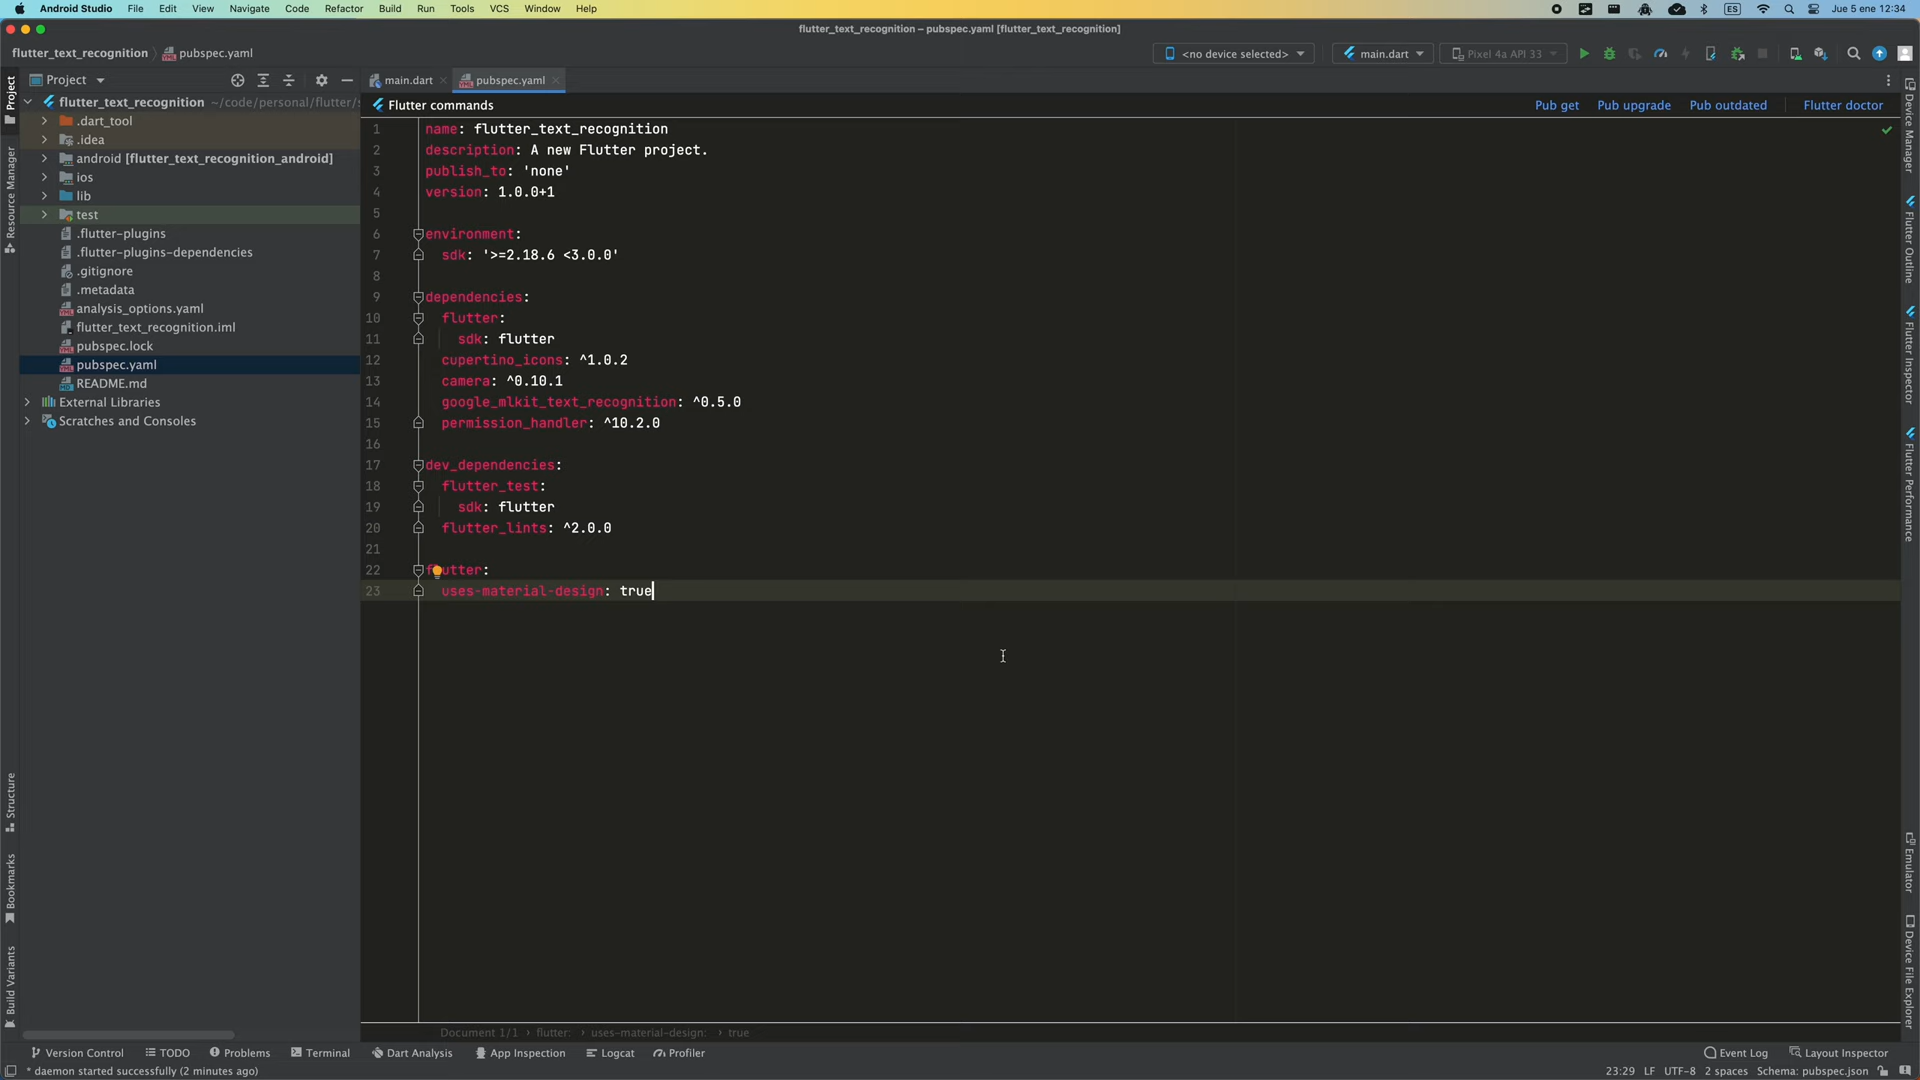 Android Studio File Edit View Navigate Code Refactor Build Run Tools VCS Window Help ES Jue 5 ene 12:34
flutter_text_recognition – pubspec.yaml [flutter_text_recognition]
flutter_text_recognition pubspec.yaml <no device selected> main.dart Pixel 4a API 33
Project main.dart pubspec.yaml
flutter_text_recognition ~/code/personal/flutter/s
.dart_tool
.idea
android [flutter_text_recognition_android]
ios
lib
test
.flutter-plugins
.flutter-plugins-dependencies
.gitignore
.metadata
analysis_options.yaml
flutter_text_recognition.iml
pubspec.lock
pubspec.yaml
README.md
External Libraries
Scratches and Consoles
Flutter commands Pub get Pub upgrade Pub outdated Flutter doctor
1 name: flutter_text_recognition
2 description: A new Flutter project.
3 publish_to: 'none'
4 version: 1.0.0+1
5
6 environment:
7 sdk: '>=2.18.6 <3.0.0'
8
9 dependencies:
10 flutter:
11 sdk: flutter
12 cupertino_icons: ^1.0.2
13 camera: ^0.10.1
14 google_mlkit_text_recognition: ^0.5.0
15 permission_handler: ^10.2.0
16
17 dev_dependencies:
18 flutter_test:
19 sdk: flutter
20 flutter_lints: ^2.0.0
21
22 flutter:
23 uses-material-design: true
Project
Resource Manager
Structure
Bookmarks
Build Variants
Device Manager
Flutter Outline
Flutter Inspector
Flutter Performance
Emulator
Device File Explorer
Document 1/1 › flutter: › uses-material-design: › true
Version Control TODO Problems Terminal Dart Analysis App Inspection Logcat Profiler Event Log Layout Inspector
* daemon started successfully (2 minutes ago) 23:29 LF UTF-8 2 spaces Schema: pubspec.json